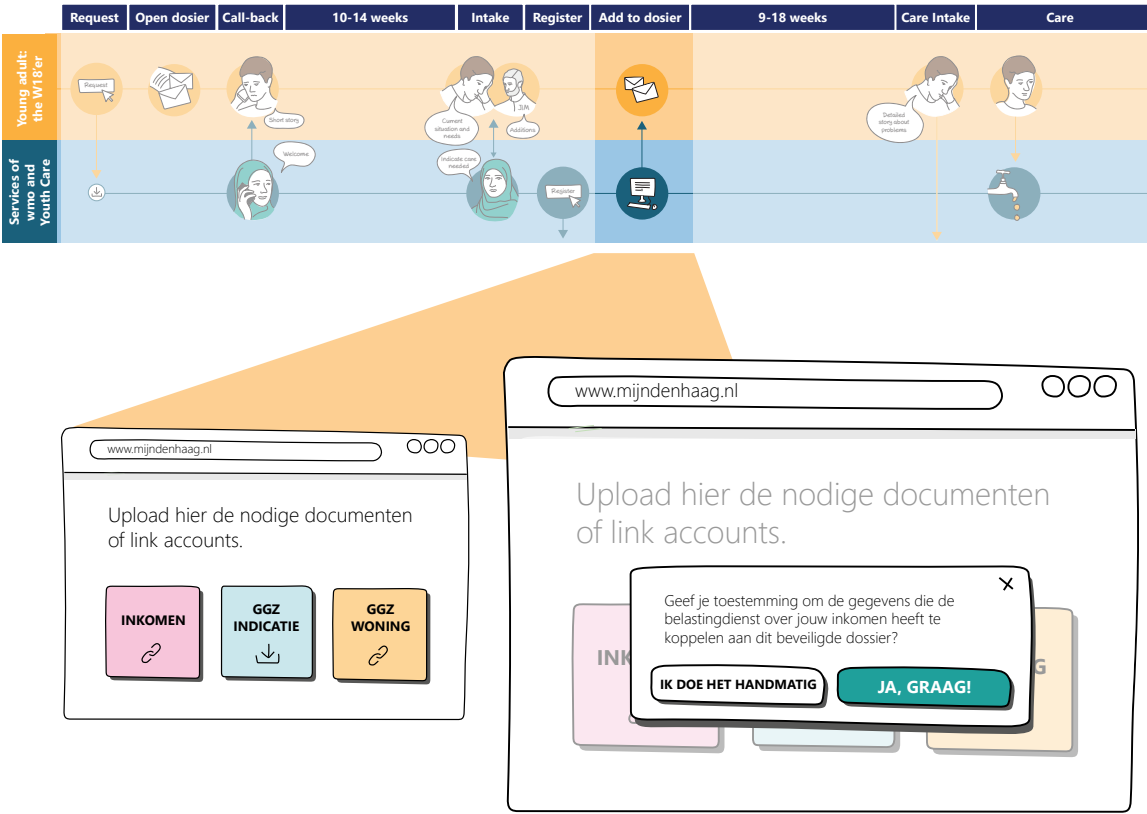 Request
Open dosier
Call-back
10-14 weeks
Intake
Register
Add to dosier
9-18 weeks
Care Intake
Care
Young adult:
the W18'er
Request
Short story
Current
situation and
needs
JIM
Additions
Detailed
story about
problems
Services of
wmo and
Youth Care
Welcome
Indicate care
needed
Register
www.mijndenhaag.nl
Upload hier de nodige documenten
of link accounts.
INKOMEN
GGZ
INDICATIE
GGZ
WONING
www.mijndenhaag.nl
Upload hier de nodige documenten
of link accounts.
Geef je toestemming om de gegevens die de
belastingdienst over jouw inkomen heeft te
koppelen aan dit beveiligde dossier?
INK
G
IK DOE HET HANDMATIG
JA, GRAAG!